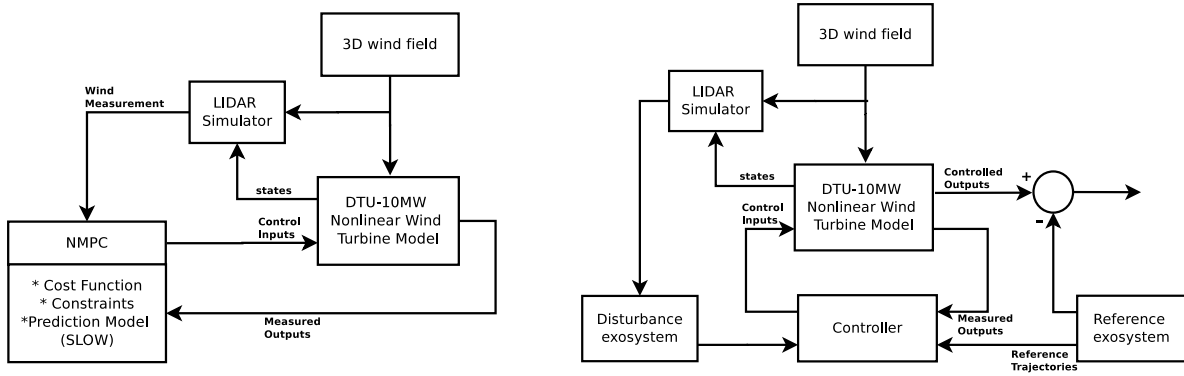 3D wind field
Wind
Measurement
LIDAR
Simulator
states
DTU-10MW
Nonlinear Wind
Turbine Model
Control
Inputs
NMPC
* Cost Function
* Constraints
*Prediction Model
(SLOW)
Measured
Outputs
3D wind field
LIDAR
Simulator
states
DTU-10MW
Nonlinear Wind
Turbine Model
Controlled
Outputs
+
-
Control
Inputs
Disturbance
exosystem
Controller
Measured
Outputs
Reference
Trajectories
Reference
exosystem